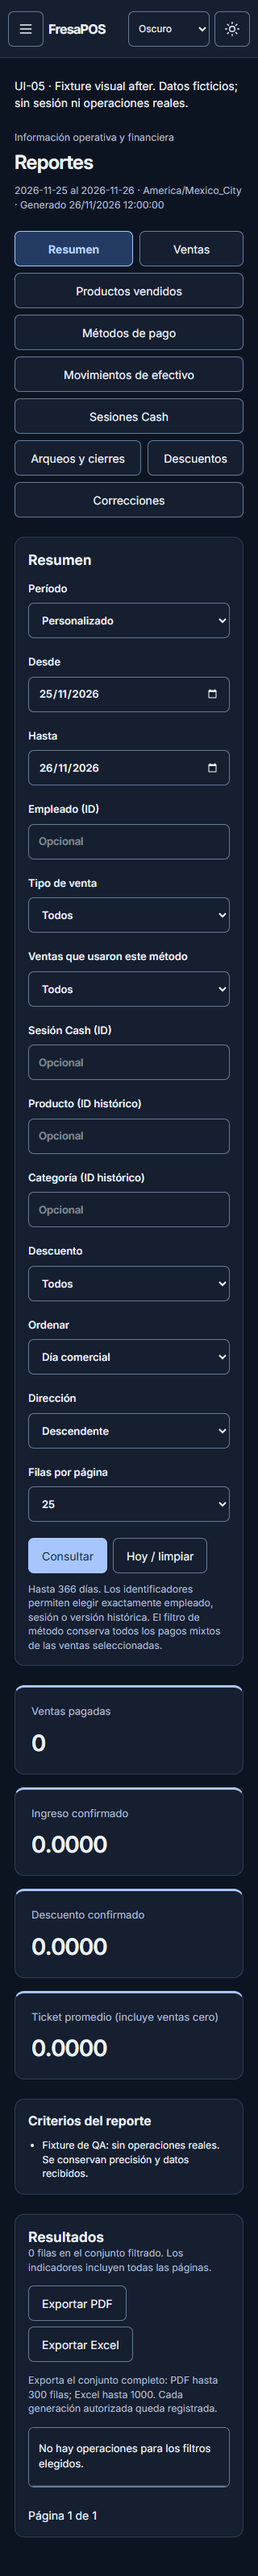 FresaPOS
Oscuro
UI-05 · Fixture visual after. Datos ficticios;
sin sesión ni operaciones reales.
Información operativa y financiera
Reportes
2026-11-25 al 2026-11-26 · America/Mexico_City
· Generado 26/11/2026 12:00:00
Resumen
Ventas
Productos vendidos
Métodos de pago
Movimientos de efectivo
Sesiones Cash
Arqueos y cierres
Descuentos
Correcciones
Resumen
Período
Personalizado
Desde
25/11/2026
Hasta
26/11/2026
Empleado (ID)
Opcional
Tipo de venta
Todos
Ventas que usaron este método
Todos
Sesión Cash (ID)
Opcional
Producto (ID histórico)
Opcional
Categoría (ID histórico)
Opcional
Descuento
Todos
Ordenar
Día comercial
Dirección
Descendente
Filas por página
25
Consultar
Hoy / limpiar
Hasta 366 días. Los identificadores
permiten elegir exactamente empleado,
sesión o versión histórica. El filtro de
método conserva todos los pagos mixtos
de las ventas seleccionadas.
Ventas pagadas
0
Ingreso confirmado
0.0000
Descuento confirmado
0.0000
Ticket promedio (incluye ventas cero)
0.0000
Criterios del reporte
• Fixture de QA: sin operaciones reales.
Se conservan precisión y datos
recibidos.
Resultados
0 filas en el conjunto filtrado. Los
indicadores incluyen todas las páginas.
Exportar PDF
Exportar Excel
Exporta el conjunto completo: PDF hasta
300 filas; Excel hasta 1000. Cada
generación autorizada queda registrada.
No hay operaciones para los filtros
elegidos.
Página 1 de 1